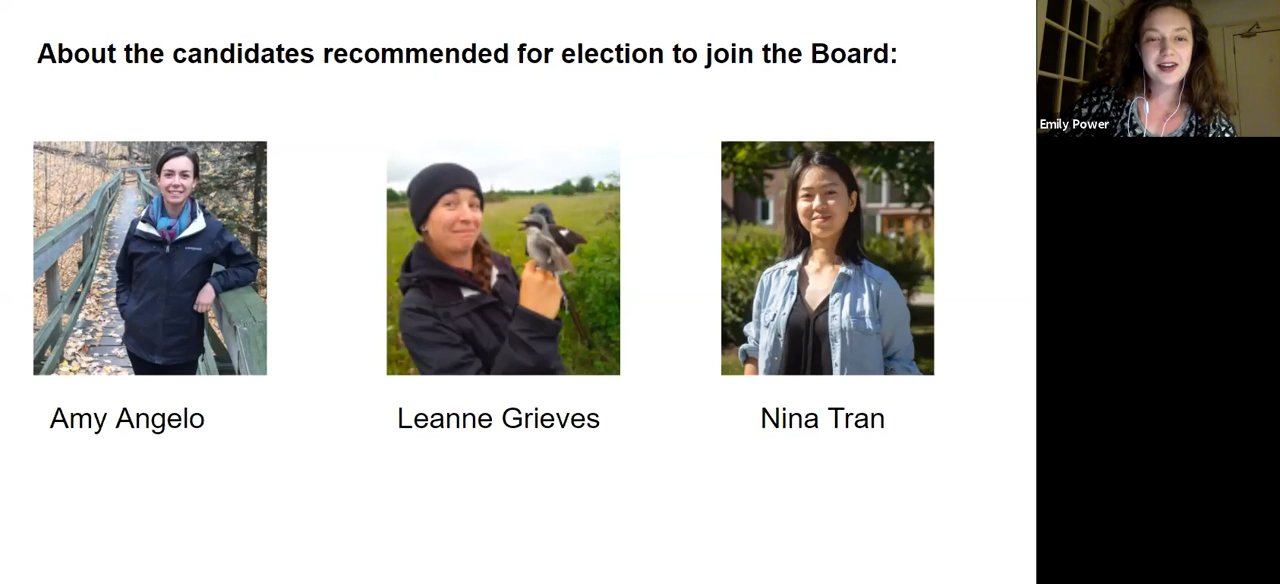 About the candidates recommended for election to join the Board:
Emily Power
Amy Angelo
Leanne Grieves
Nina Tran